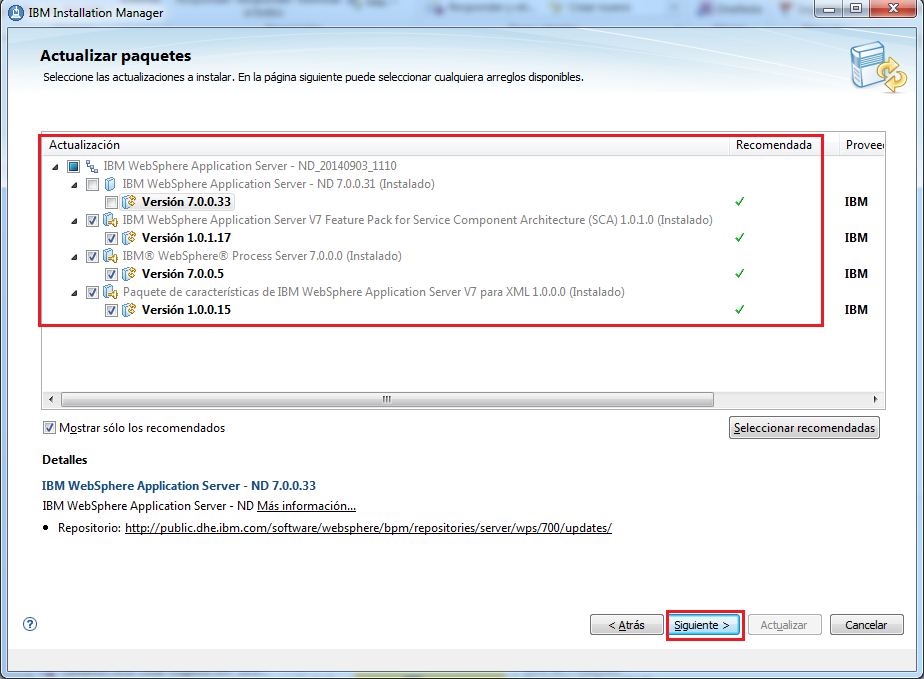 IBM Installation Manager
Actualizar paquetes
Seleccione las actualizaciones a instalar. En la página siguiente puede seleccionar cualquiera arreglos disponibles.
Actualización Recomendada Proveec
IBM WebSphere Application Server - ND_20140903_1110
IBM WebSphere Application Server - ND 7.0.0.31 (Instalado)
Versión 7.0.0.33 IBM
IBM WebSphere Application Server V7 Feature Pack for Service Component Architecture (SCA) 1.0.1.0 (Instalado)
Versión 1.0.1.17 IBM
IBM® WebSphere® Process Server 7.0.0.0 (Instalado)
Versión 7.0.0.5 IBM
Paquete de características de IBM WebSphere Application Server V7 para XML 1.0.0.0 (Instalado)
Versión 1.0.0.15 IBM
Mostrar sólo los recomendados Seleccionar recomendadas
Detalles
IBM WebSphere Application Server - ND 7.0.0.33
IBM WebSphere Application Server - ND Más información...
• Repositorio: http://public.dhe.ibm.com/software/websphere/bpm/repositories/server/wps/700/updates/
? < Atrás Siguiente > Actualizar Cancelar